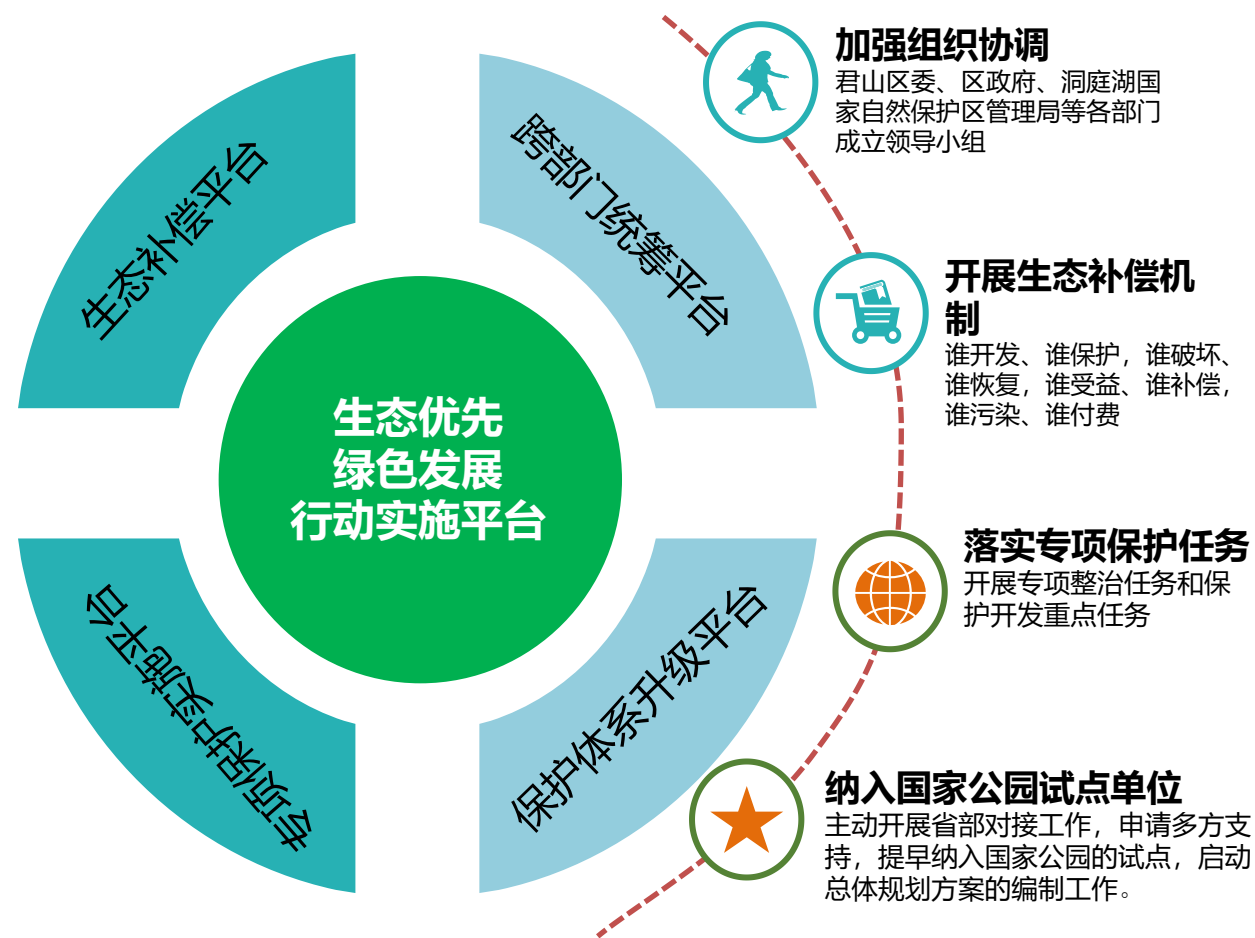 生态补偿平台
跨部门统筹平台
生态优先
绿色发展
行动实施平台
专项保护实施平台
保护体系升级平台
加强组织协调
君山区委、区政府、洞庭湖国
家自然保护区管理局等各部门
成立领导小组
开展生态补偿机
制
谁开发、谁保护，谁破坏、
谁恢复，谁受益、谁补偿，
谁污染、谁付费
落实专项保护任务
开展专项整治任务和保
护开发重点任务
纳入国家公园试点单位
主动开展省部对接工作，申请多方支
持，提早纳入国家公园的试点，启动
总体规划方案的编制工作。